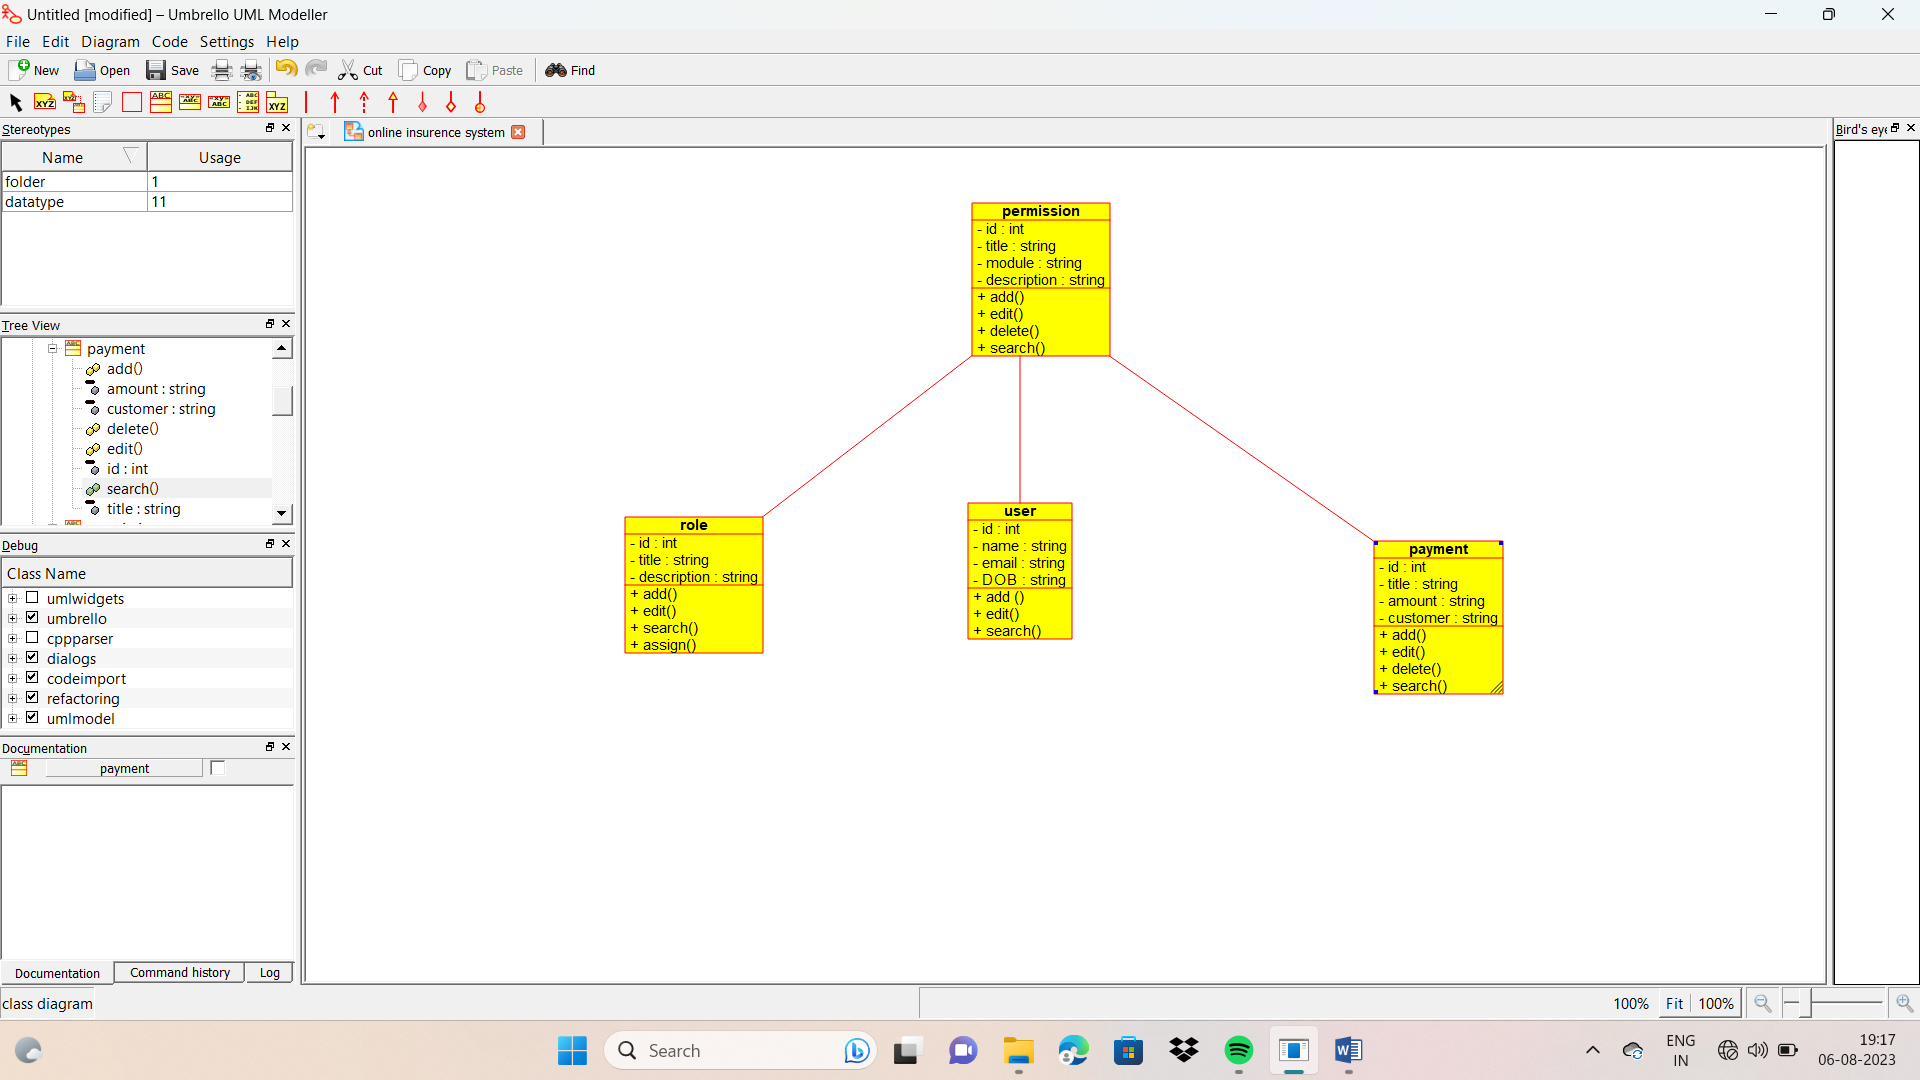 Untitled [modified] – Umbrello UML Modeller
File Edit Diagram Code Settings Help
New Open Save Cut Copy Paste Find
Stereotypes
Name Usage
folder 1
datatype 11
Tree View
payment
add()
amount : string
customer : string
delete()
edit()
id : int
search()
title : string
Debug
Class Name
umlwidgets
umbrello
cppparser
dialogs
codeimport
refactoring
umlmodel
Documentation
payment
Documentation Command history Log
class diagram
online insurence system
permission
- id : int
- title : string
- module : string
- description : string
+ add()
+ edit()
+ delete()
+ search()
role
- id : int
- title : string
- description : string
+ add()
+ edit()
+ search()
+ assign()
user
- id : int
- name : string
- email : string
- DOB : string
+ add ()
+ edit()
+ search()
payment
- id : int
- title : string
- amount : string
- customer : string
+ add()
+ edit()
+ delete()
+ search()
Bird's eye
100% Fit 100%
Search
ENG
IN
19:17
06-08-2023